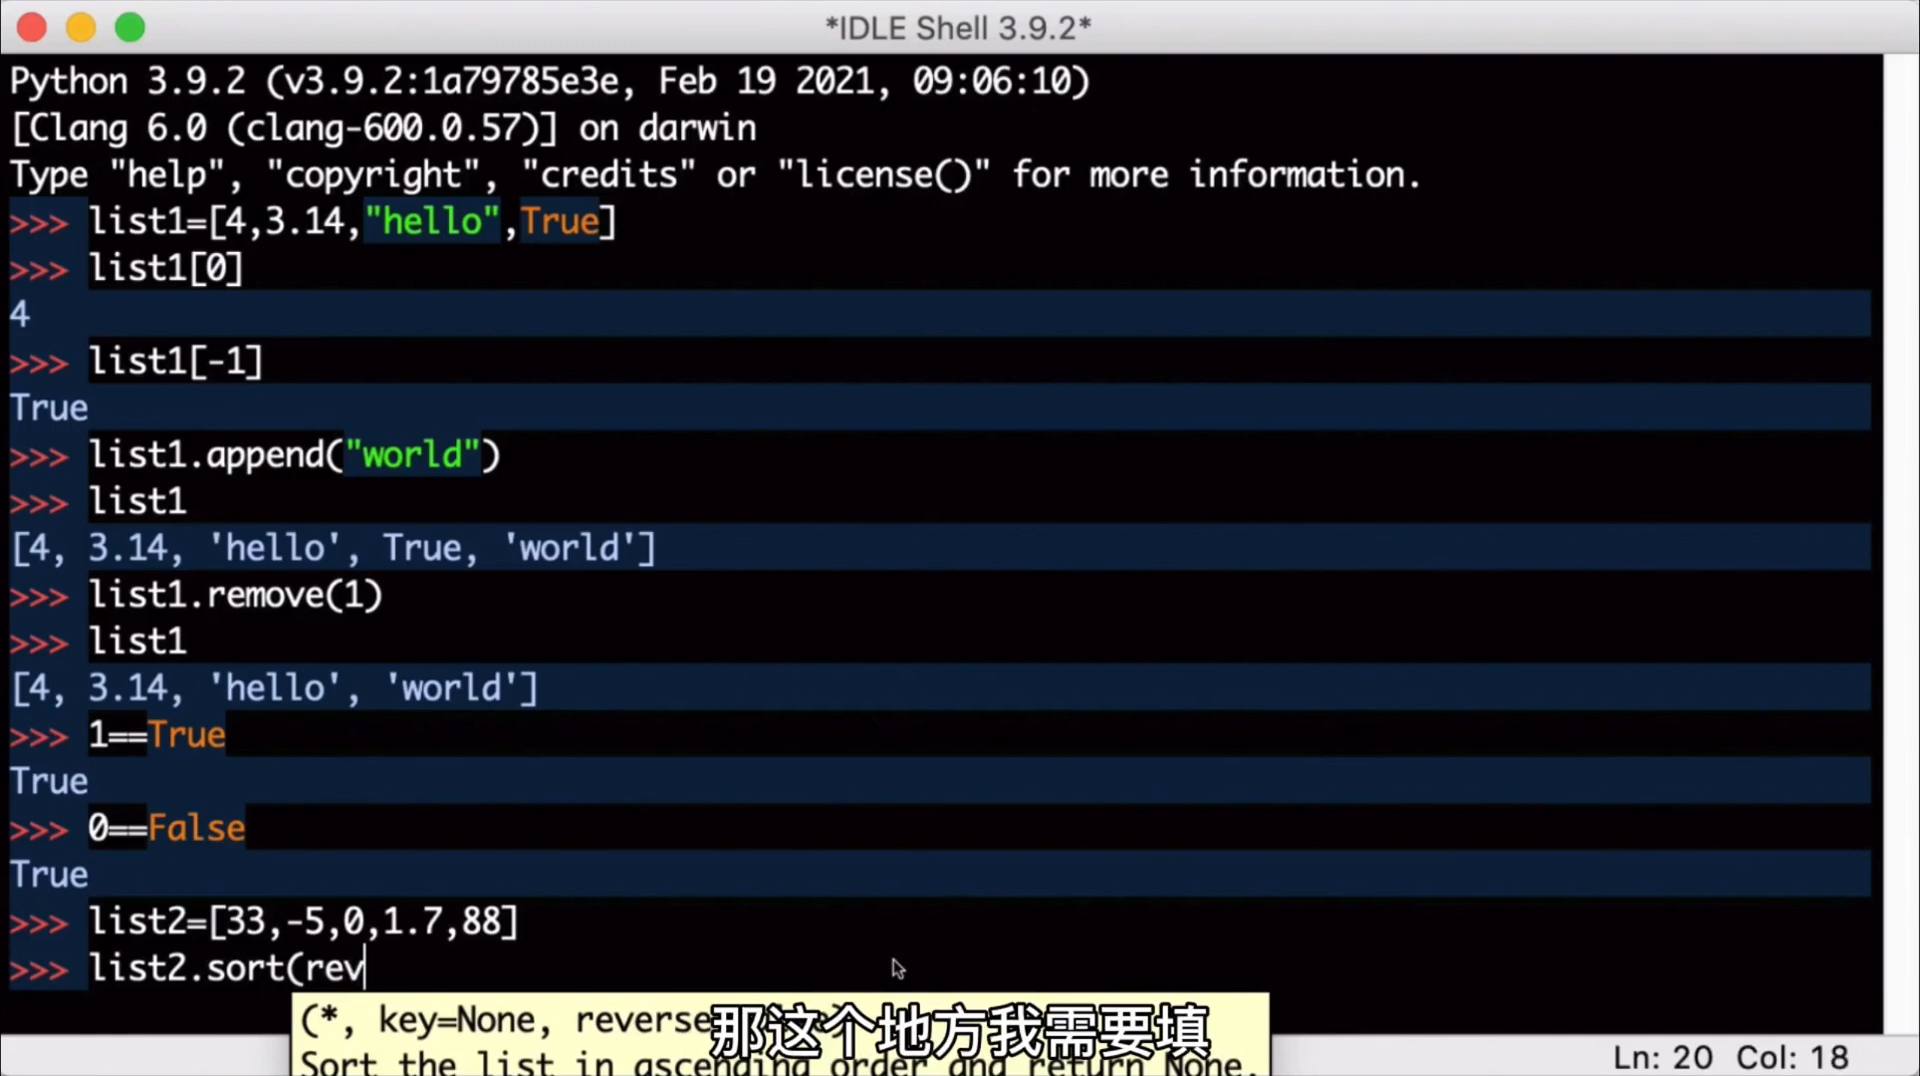 *IDLE Shell 3.9.2*
Python 3.9.2 (v3.9.2:1a79785e3e, Feb 19 2021, 09:06:10)
[Clang 6.0 (clang-600.0.57)] on darwin
Type "help", "copyright", "credits" or "license()" for more information.
>>> list1=[4,3.14,"hello",True]
>>> list1[0]
4
>>> list1[-1]
True
>>> list1.append("world")
>>> list1
[4, 3.14, 'hello', True, 'world']
>>> list1.remove(1)
>>> list1
[4, 3.14, 'hello', 'world']
>>> 1==True
True
>>> 0==False
True
>>> list2=[33,-5,0,1.7,88]
>>> list2.sort(rev
(*, key=None, reverse
那这个地方我需要填
Sort the list in ascending order and return None.
Ln: 20 Col: 18